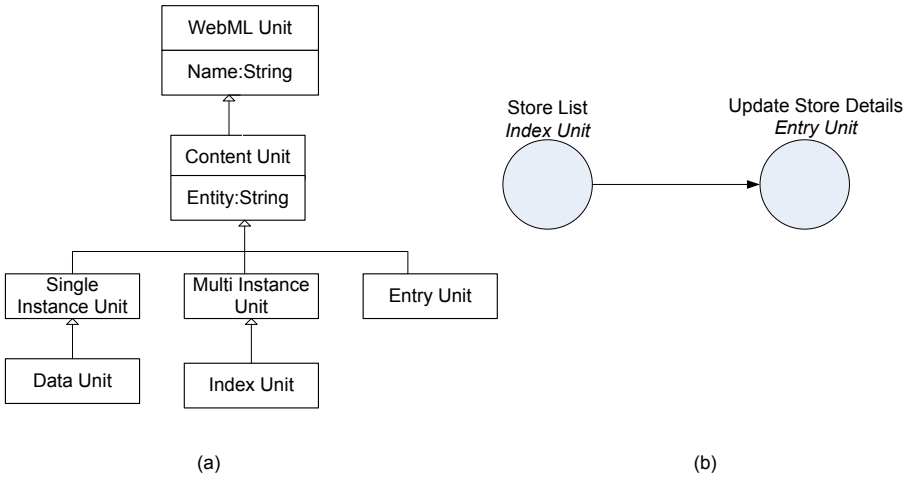 WebML Unit
Name:String
Content Unit
Entity:String
Single
Instance Unit
Multi Instance
Unit
Entry Unit
Data Unit
Index Unit
(a)
Store List
Index Unit
Update Store Details
Entry Unit
(b)